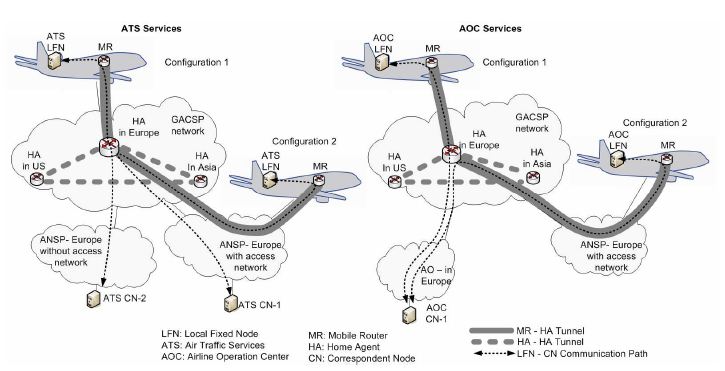 ATS Services
ATS
LFN
MR
Configuration 1
HA
in Europe
GACSP
network
HA
in US
HA
In Asia
Configuration 2
ATS
LFN
MR
ANSP- Europe
without access
network
ANSP- Europe
with access
network
ATS CN-2
ATS CN-1
AOC Services
AOC
LFN
MR
Configuration 1
HA
in Europe
GACSP
network
HA
In US
HA
in Asia
Configuration 2
AOC
LFN
MR
AO – in
Europe
ANSP- Europe
with access
network
AOC
CN-1
LFN: Local Fixed Node
ATS: Air Traffic Services
AOC: Airline Operation Center
MR: Mobile Router
HA: Home Agent
CN: Correspondent Node
MR - HA Tunnel
HA - HA Tunnel
LFN - CN Communication Path